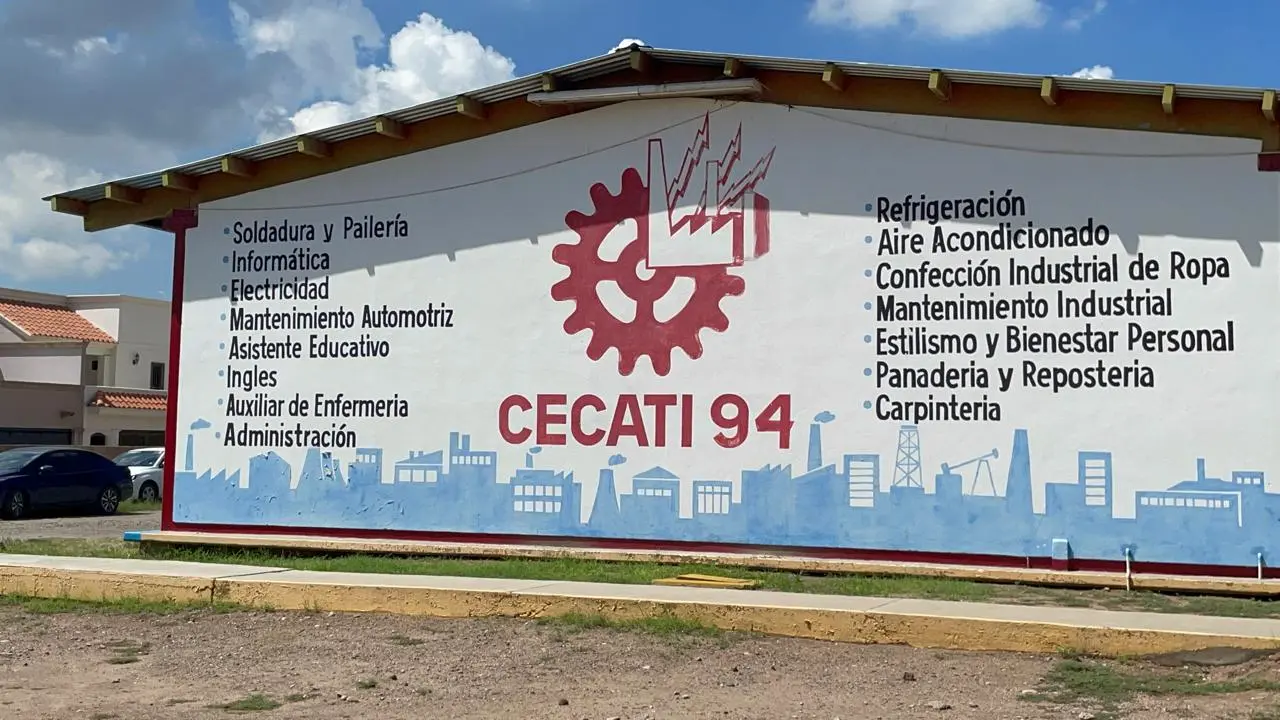 • Soldadura y Pailería
• Informática
• Electricidad
• Mantenimiento Automotriz
• Asistente Educativo
• Ingles
• Auxiliar de Enfermeria
• Administración
CECATI 94
• Refrigeración
• Aire Acondicionado
• Confección Industrial de Ropa
• Mantenimiento Industrial
• Estilismo y Bienestar Personal
• Panaderia y Reposteria
• Carpinteria